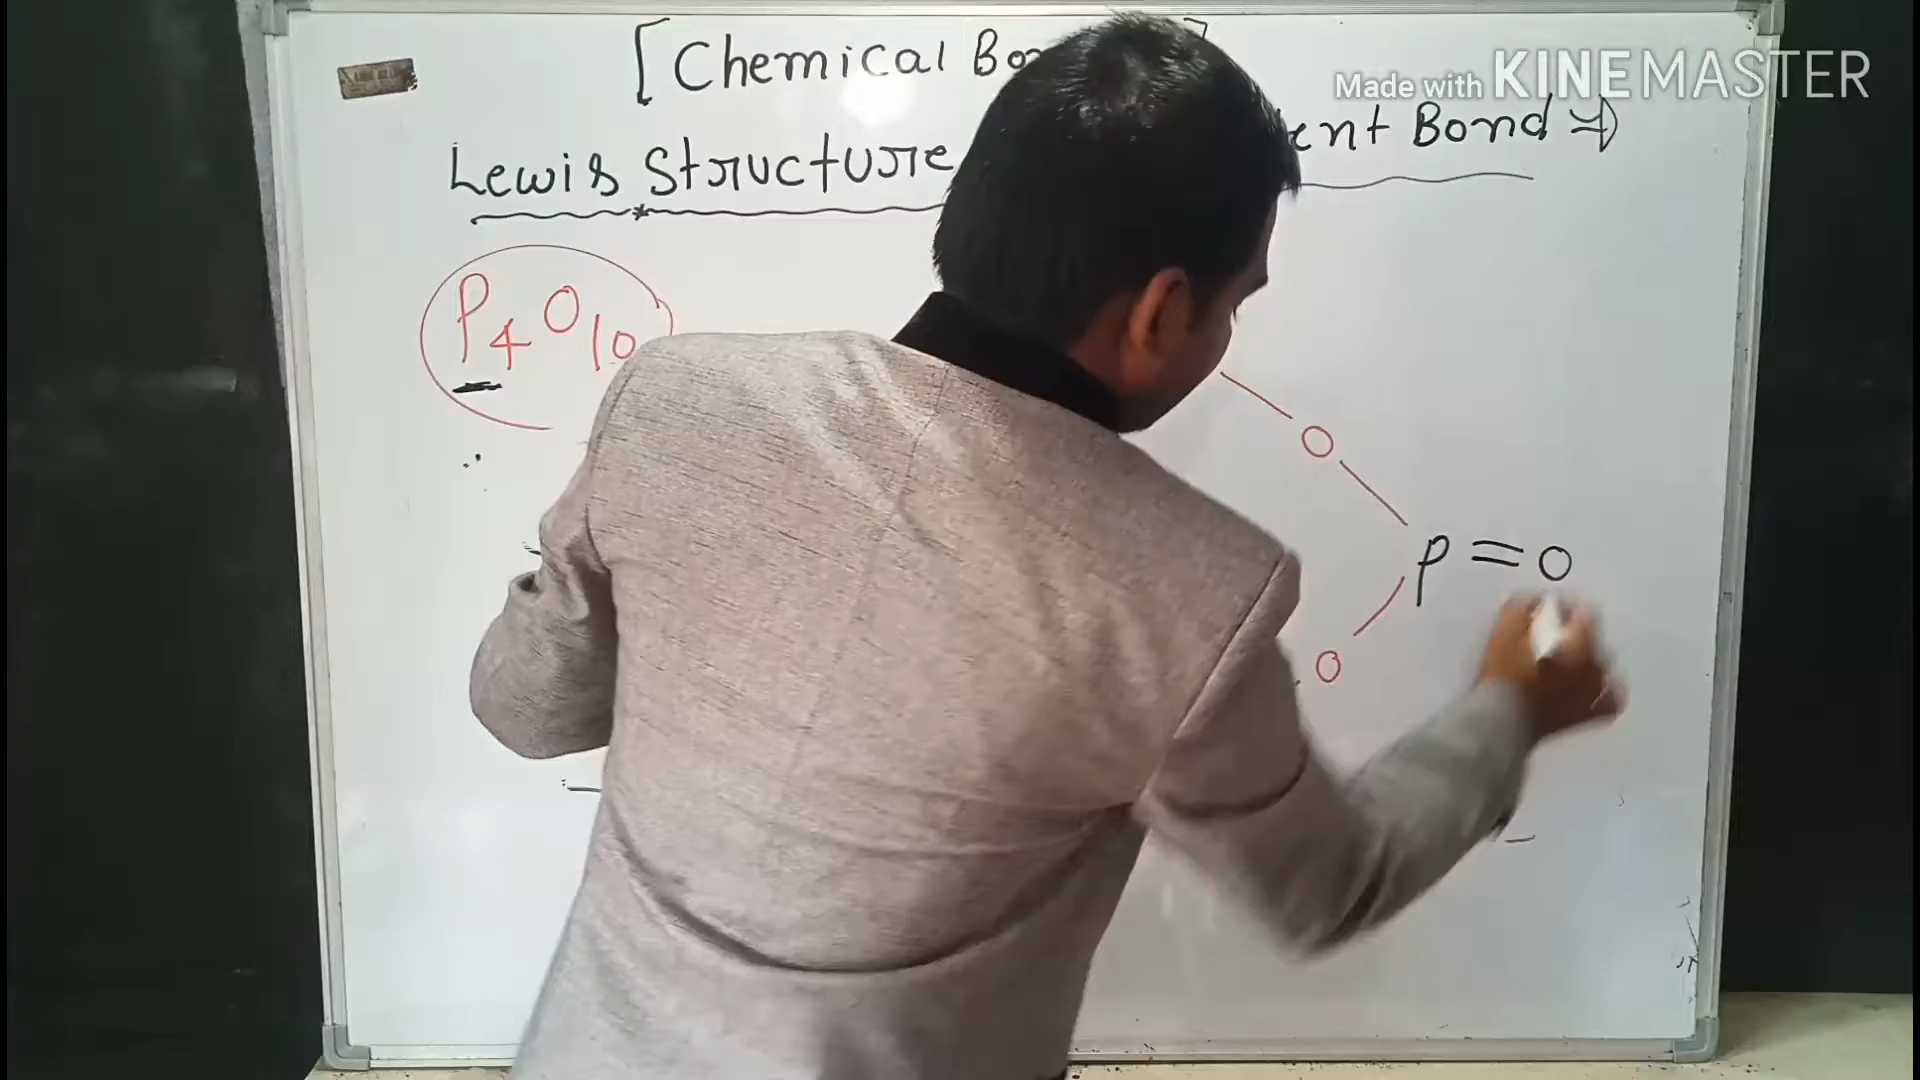 [Chemical Bo
Made with KINEMASTER
Lewis Structure ent Bond
P4O10
O
P = O
O